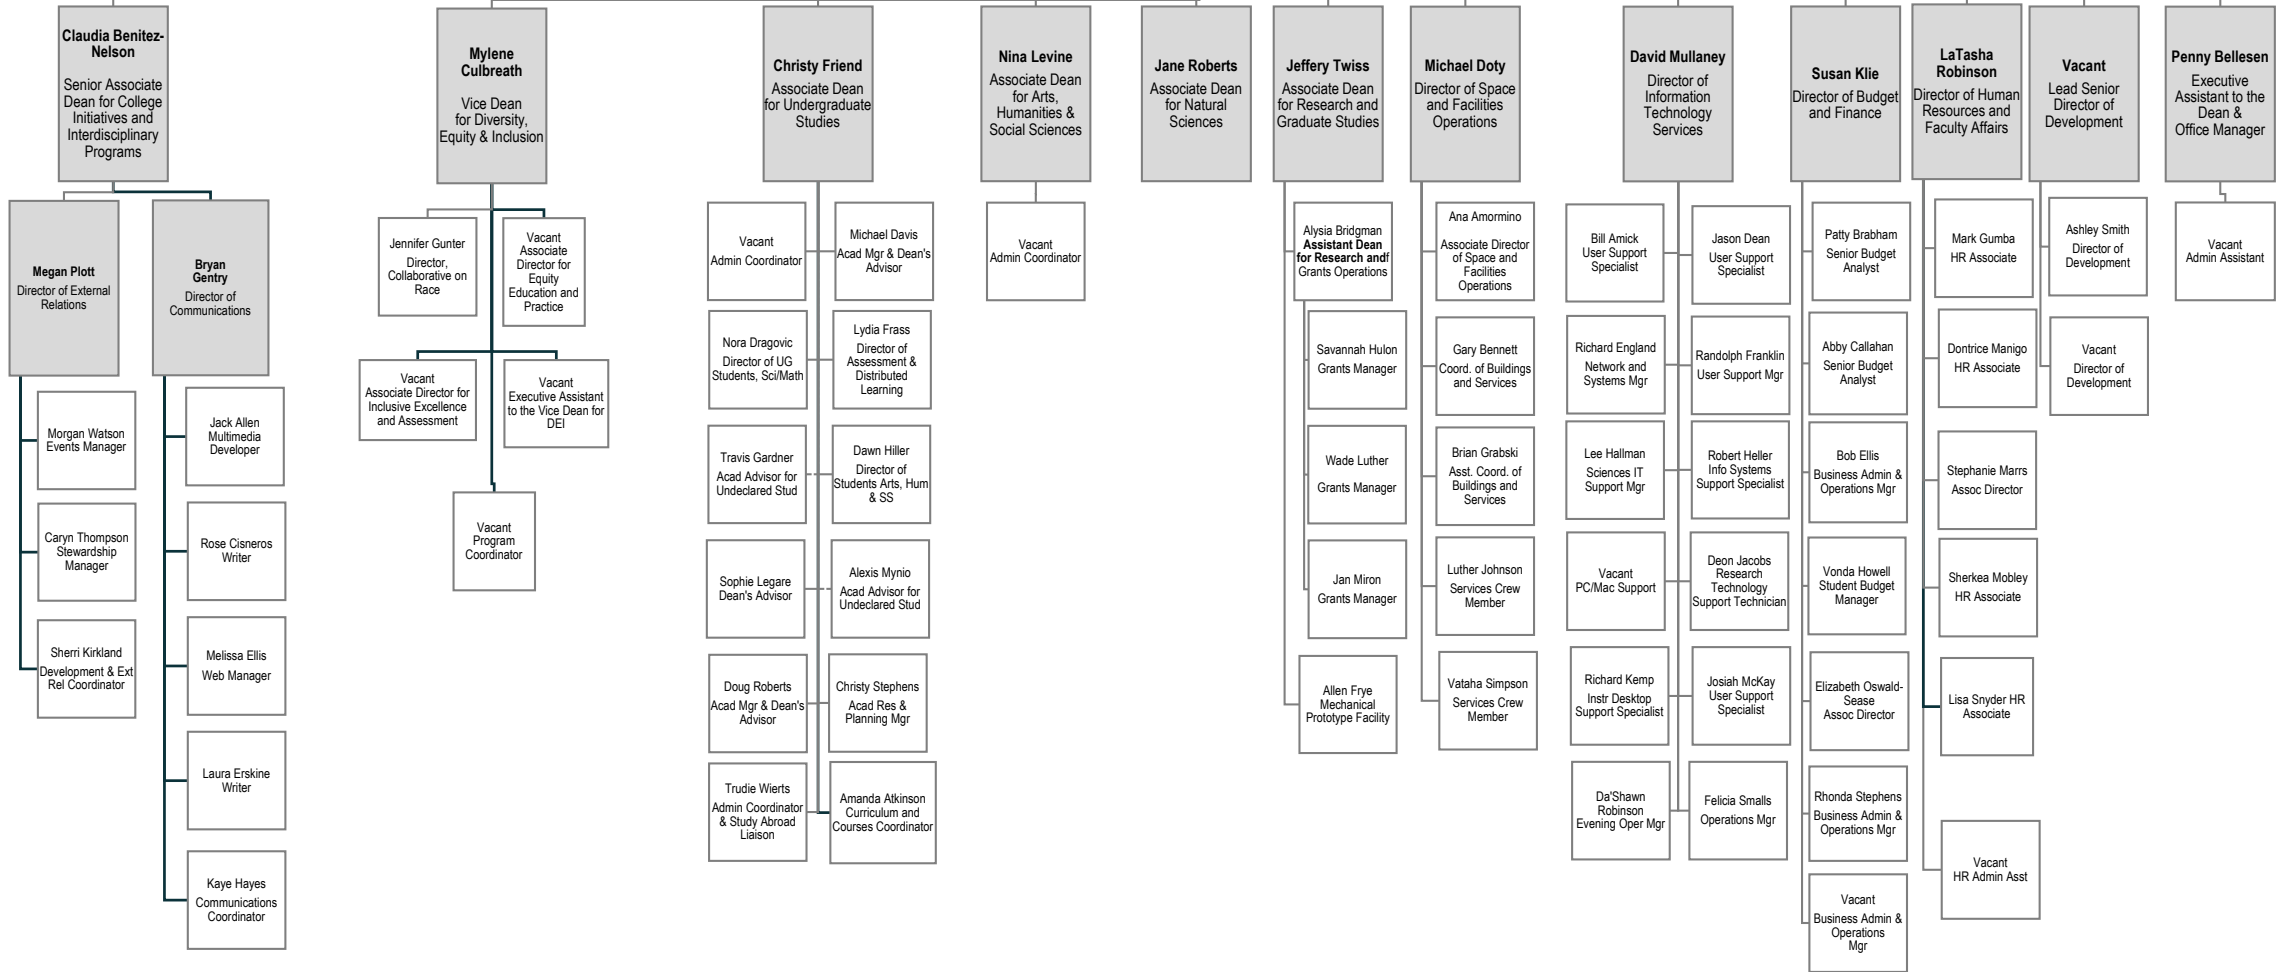 Claudia Benitez-
Nelson
Senior Associate
Dean for College
Initiatives and
Interdisciplinary
Programs
Megan Plott
Director of External
Relations
Morgan Watson
Events Manager
Caryn Thompson
Stewardship
Manager
Sherri Kirkland
Development & Ext
Rel Coordinator
Bryan
Gentry
Director of
Communications
Jack Allen
Multimedia
Developer
Rose Cisneros
Writer
Melissa Ellis
Web Manager
Laura Erskine
Writer
Kaye Hayes
Communications
Coordinator
Mylene
Culbreath
Vice Dean
for Diversity,
Equity & Inclusion
Jennifer Gunter
Director,
Collaborative on
Race
Vacant
Associate
Director for
Equity
Education and
Practice
Vacant
Associate Director for
Inclusive Excellence
and Assessment
Vacant
Executive Assistant
to the Vice Dean for
DEI
Vacant
Program
Coordinator
Christy Friend
Associate Dean
for Undergraduate
Studies
Vacant
Admin Coordinator
Michael Davis
Acad Mgr & Dean's
Advisor
Nora Dragovic
Director of UG
Students, Sci/Math
Lydia Frass
Director of
Assessment &
Distributed
Learning
Travis Gardner
Acad Advisor for
Undeclared Stud
Dawn Hiller
Director of
Students Arts, Hum
& SS
Sophie Legare
Dean's Advisor
Alexis Mynio
Acad Advisor for
Undeclared Stud
Doug Roberts
Acad Mgr & Dean's
Advisor
Christy Stephens
Acad Res &
Planning Mgr
Trudie Wierts
Admin Coordinator
& Study Abroad
Liaison
Amanda Atkinson
Curriculum and
Courses Coordinator
Nina Levine
Associate Dean
for Arts,
Humanities &
Social Sciences
Vacant
Admin Coordinator
Jane Roberts
Associate Dean
for Natural
Sciences
Jeffery Twiss
Associate Dean
for Research and
Graduate Studies
Alysia Bridgman
Assistant Dean
for Research andf
Grants Operations
Savannah Hulon
Grants Manager
Wade Luther
Grants Manager
Jan Miron
Grants Manager
Allen Frye
Mechanical
Prototype Facility
Michael Doty
Director of Space
and Facilities
Operations
Ana Amormino
Associate Director
of Space and
Facilities
Operations
Gary Bennett
Coord. of Buildings
and Services
Brian Grabski
Asst. Coord. of
Buildings and
Services
Luther Johnson
Services Crew
Member
Vataha Simpson
Services Crew
Member
David Mullaney
Director of
Information
Technology
Services
Bill Amick
User Support
Specialist
Jason Dean
User Support
Specialist
Richard England
Network and
Systems Mgr
Randolph Franklin
User Support Mgr
Lee Hallman
Sciences IT
Support Mgr
Robert Heller
Info Systems
Support Specialist
Vacant
PC/Mac Support
Deon Jacobs
Research
Technology
Support Technician
Richard Kemp
Instr Desktop
Support Specialist
Josiah McKay
User Support
Specialist
Da'Shawn
Robinson
Evening Oper Mgr
Felicia Smalls
Operations Mgr
Susan Klie
Director of Budget
and Finance
Patty Brabham
Senior Budget
Analyst
Abby Callahan
Senior Budget
Analyst
Bob Ellis
Business Admin &
Operations Mgr
Vonda Howell
Student Budget
Manager
Elizabeth Oswald-
Sease
Assoc Director
Rhonda Stephens
Business Admin &
Operations Mgr
Vacant
Business Admin &
Operations
Mgr
LaTasha
Robinson
Director of Human
Resources and
Faculty Affairs
Mark Gumba
HR Associate
Dontrice Manigo
HR Associate
Stephanie Marrs
Assoc Director
Sherkea Mobley
HR Associate
Lisa Snyder HR
Associate
Vacant
HR Admin Asst
Vacant
Lead Senior
Director of
Development
Ashley Smith
Director of
Development
Vacant
Director of
Development
Penny Bellesen
Executive
Assistant to the
Dean &
Office Manager
Vacant
Admin Assistant